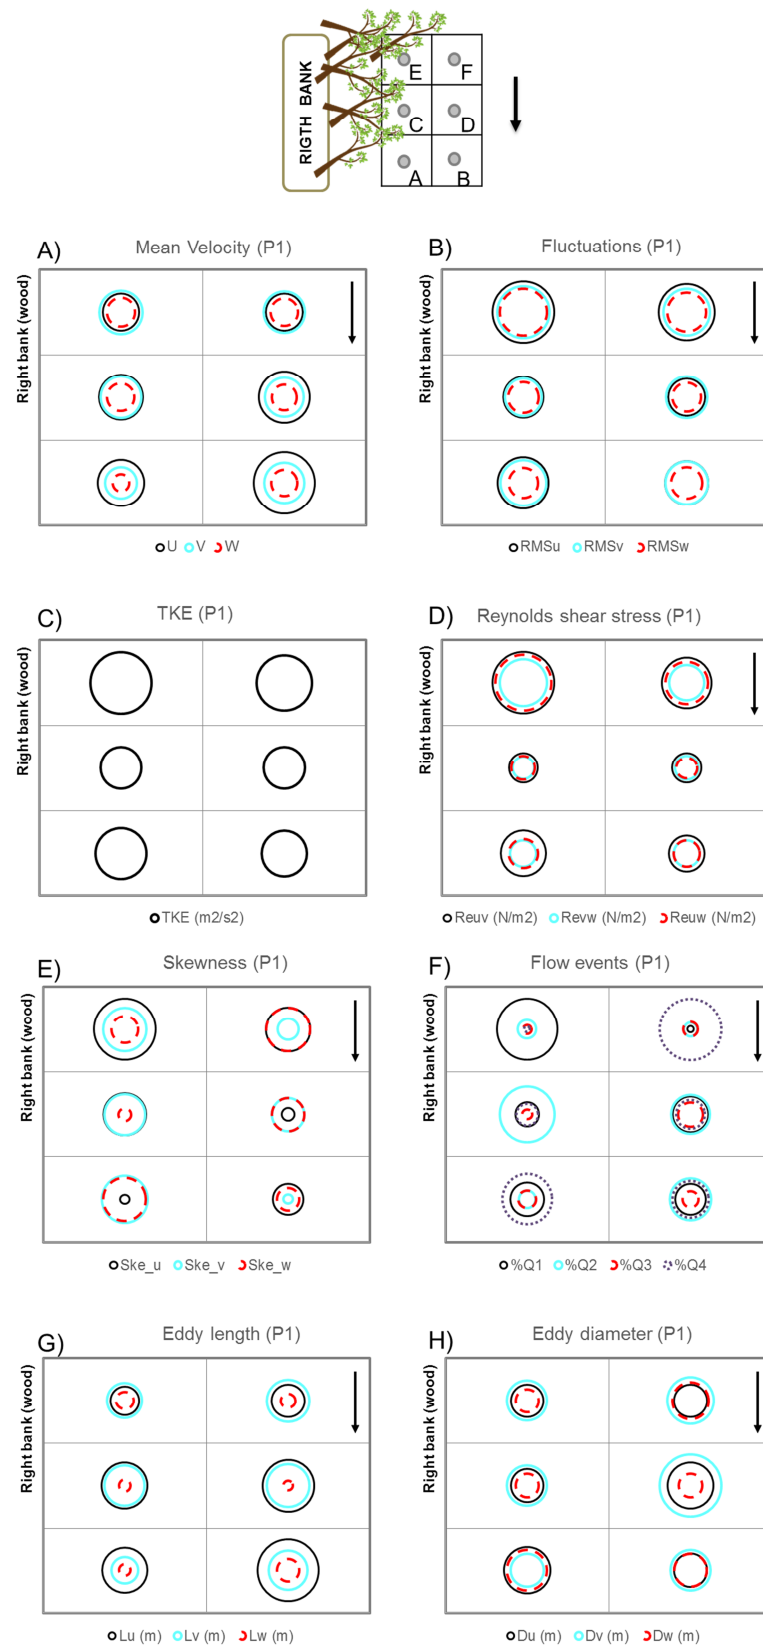 RIGTH BANK
E F
C D
A B
A) Mean Velocity (P1)
Right bank (wood)
U V W
B) Fluctuations (P1)
Right bank (wood)
RMSu RMSv RMSw
C) TKE (P1)
Right bank (wood)
TKE (m2/s2)
D) Reynolds shear stress (P1)
Right bank (wood)
Reuv (N/m2) Revw (N/m2) Reuw (N/m2)
E) Skewness (P1)
Right bank (wood)
Ske_u Ske_v Ske_w
F) Flow events (P1)
Right bank (wood)
%Q1 %Q2 %Q3 %Q4
G) Eddy length (P1)
Right bank (wood)
Lu (m) Lv (m) Lw (m)
H) Eddy diameter (P1)
Right bank (wood)
Du (m) Dv (m) Dw (m)